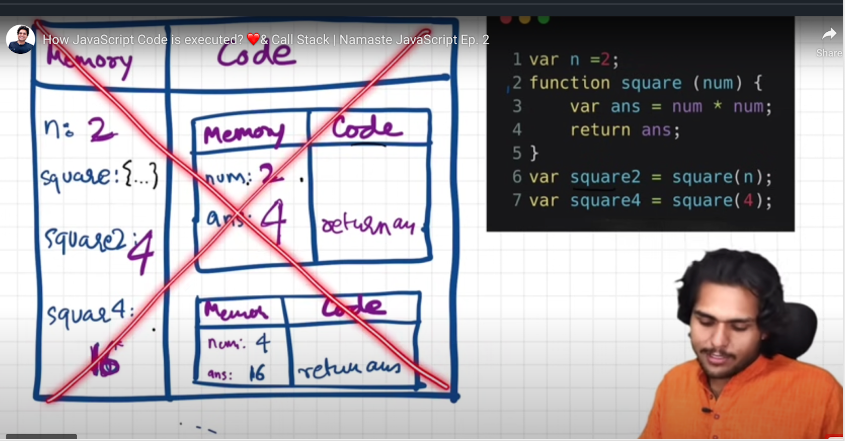 How JavaScript Code is executed? ❤️& Call Stack | Namaste JavaScript Ep. 2
Share
Memory
Code
n: 2
square:{...}
square2: 4
squar4:
16
Memory
Code
num: 2
ans: 4
return an
Memor
Code
num: 4
ans: 16
return ans
1 var n =2;
2 function square (num) {
3 var ans = num * num;
4 return ans;
5 }
6 var square2 = square(n);
7 var square4 = square(4);